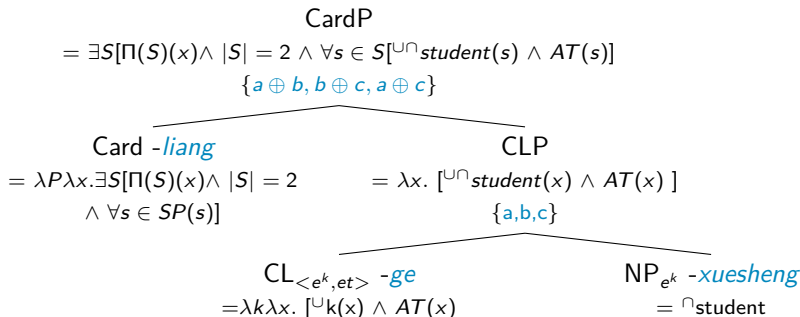 CardP
= ∃S[Π(S)(x)∧ |S| = 2 ∧ ∀s ∈ S[∪∩student(s) ∧ AT(s)]
{a ⊕ b, b ⊕ c, a ⊕ c}
Card -liang CLP
= λPλx.∃S[Π(S)(x)∧ |S| = 2 = λx. [∪∩student(x) ∧ AT(x) ]
∧ ∀s ∈ SP(s)] {a,b,c}
CL<e^k,et> -ge NP_e^k -xuesheng
=λkλx. [∪k(x) ∧ AT(x) = ∩student